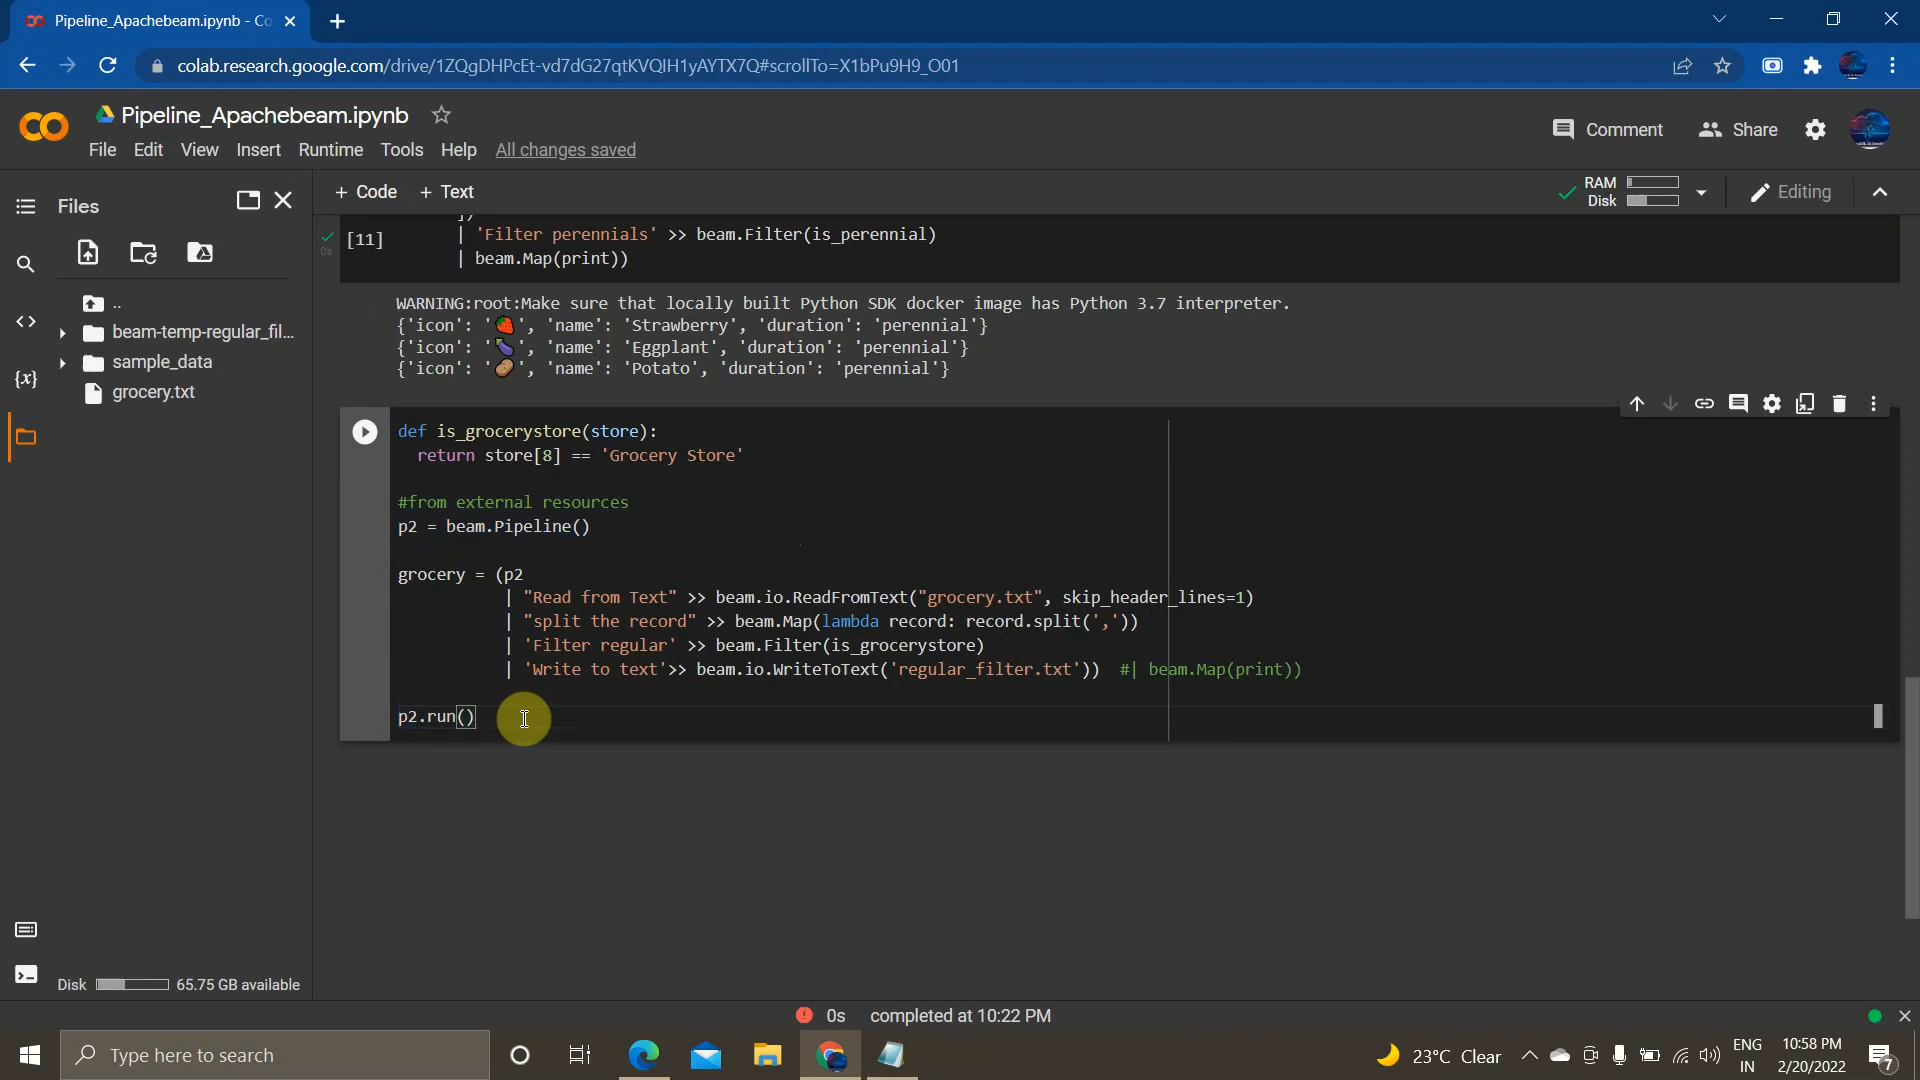 Pipeline_Apachebeam.ipynb - Co
colab.research.google.com/drive/1ZQgDHPcEt-vd7dG27qtKVQIH1yAYTX7Q#scrollTo=X1bPu9H9_O01
Pipeline_Apachebeam.ipynb
Comment
Share
File Edit View Insert Runtime Tools Help All changes saved
Files
+ Code + Text
RAM
Disk
Editing
..
beam-temp-regular_fil...
sample_data
grocery.txt
{x}
[11]
0s
])
| 'Filter perennials' >> beam.Filter(is_perennial)
| beam.Map(print))
WARNING:root:Make sure that locally built Python SDK docker image has Python 3.7 interpreter.
{'icon': '🍓', 'name': 'Strawberry', 'duration': 'perennial'}
{'icon': '🍆', 'name': 'Eggplant', 'duration': 'perennial'}
{'icon': '🥔', 'name': 'Potato', 'duration': 'perennial'}
def is_grocerystore(store):
return store[8] == 'Grocery Store'
#from external resources
p2 = beam.Pipeline()
grocery = (p2
| "Read from Text" >> beam.io.ReadFromText("grocery.txt", skip_header_lines=1)
| "split the record" >> beam.Map(lambda record: record.split(','))
| 'Filter regular' >> beam.Filter(is_grocerystore)
| 'Write to text'>> beam.io.WriteToText('regular_filter.txt')) #| beam.Map(print))
p2.run()
Disk 65.75 GB available
0s completed at 10:22 PM
Type here to search
23°C Clear
ENG
IN
10:58 PM
2/20/2022
7